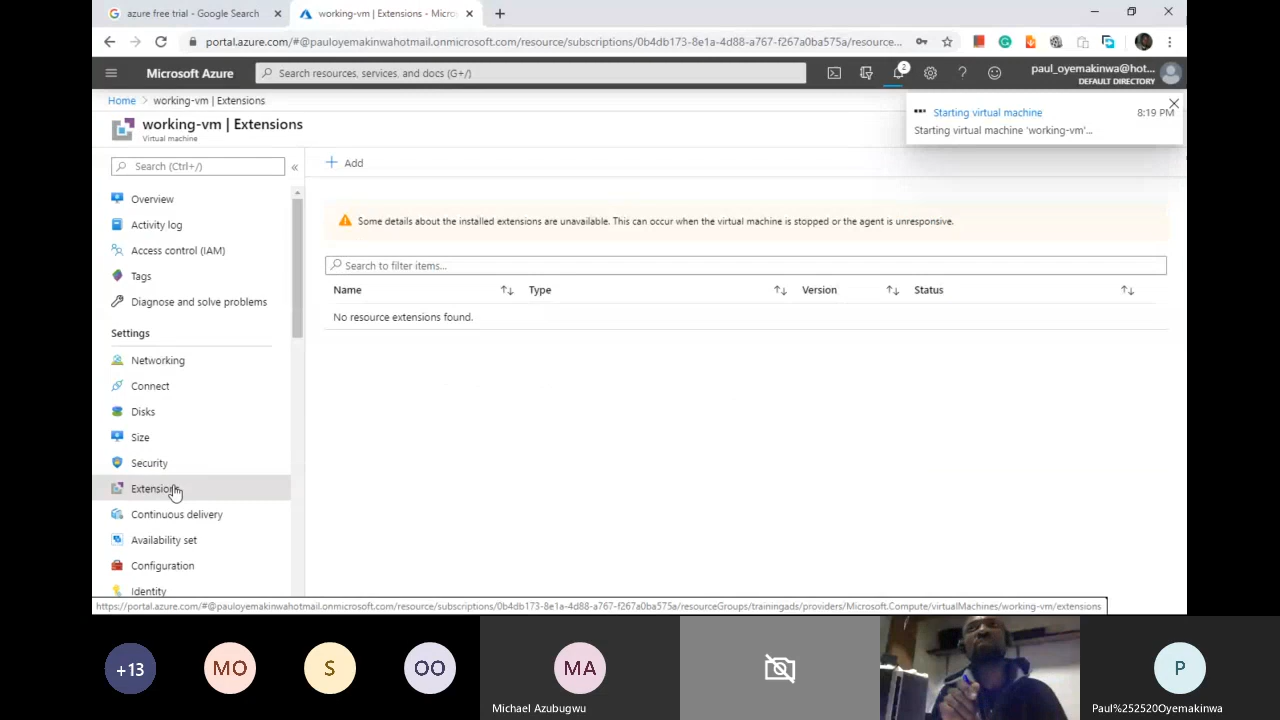 azure free trial - Google Search
working-vm | Extensions - Micro
portal.azure.com/#@pauloyemakinwahotmail.onmicrosoft.com/resource/subscriptions/0b4db173-8e1a-4d88-a767-f267a0ba575a/resource...
Microsoft Azure
Search resources, services, and docs (G+/)
2
paul_oyemakinwa@hot...
DEFAULT DIRECTORY
Home > working-vm | Extensions
working-vm | Extensions
Virtual machine
Starting virtual machine
8:19 PM
Starting virtual machine 'working-vm'...
Search (Ctrl+/)
«
Add
Overview
Activity log
Access control (IAM)
Tags
Diagnose and solve problems
Settings
Networking
Connect
Disks
Size
Security
Extensions
Continuous delivery
Availability set
Configuration
Identity
Some details about the installed extensions are unavailable. This can occur when the virtual machine is stopped or the agent is unresponsive.
Search to filter items...
Name
Type
Version
Status
No resource extensions found.
https://portal.azure.com/#@pauloyemakinwahotmail.onmicrosoft.com/resource/subscriptions/0b4db173-8e1a-4d88-a767-f267a0ba575a/resourceGroups/trainingads/providers/Microsoft.Compute/virtualMachines/working-vm/extensions
+13
MO
S
OO
MA
Michael Azubugwu
P
Paul%252520Oyemakinwa